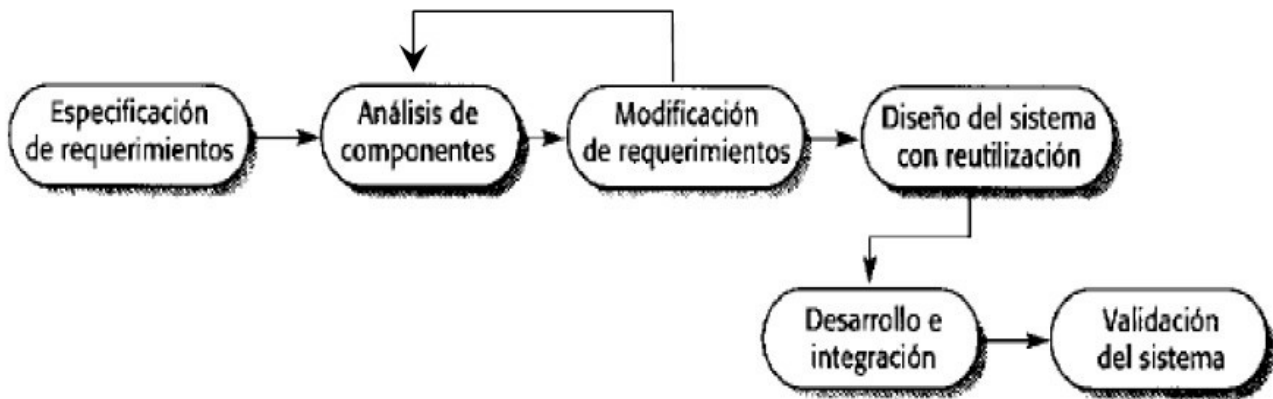 Especificación
de requerimientos
Análisis de
componentes
Modificación
de requerimientos
Diseño del sistema
con reutilización
Desarrollo e
integración
Validación
del sistema